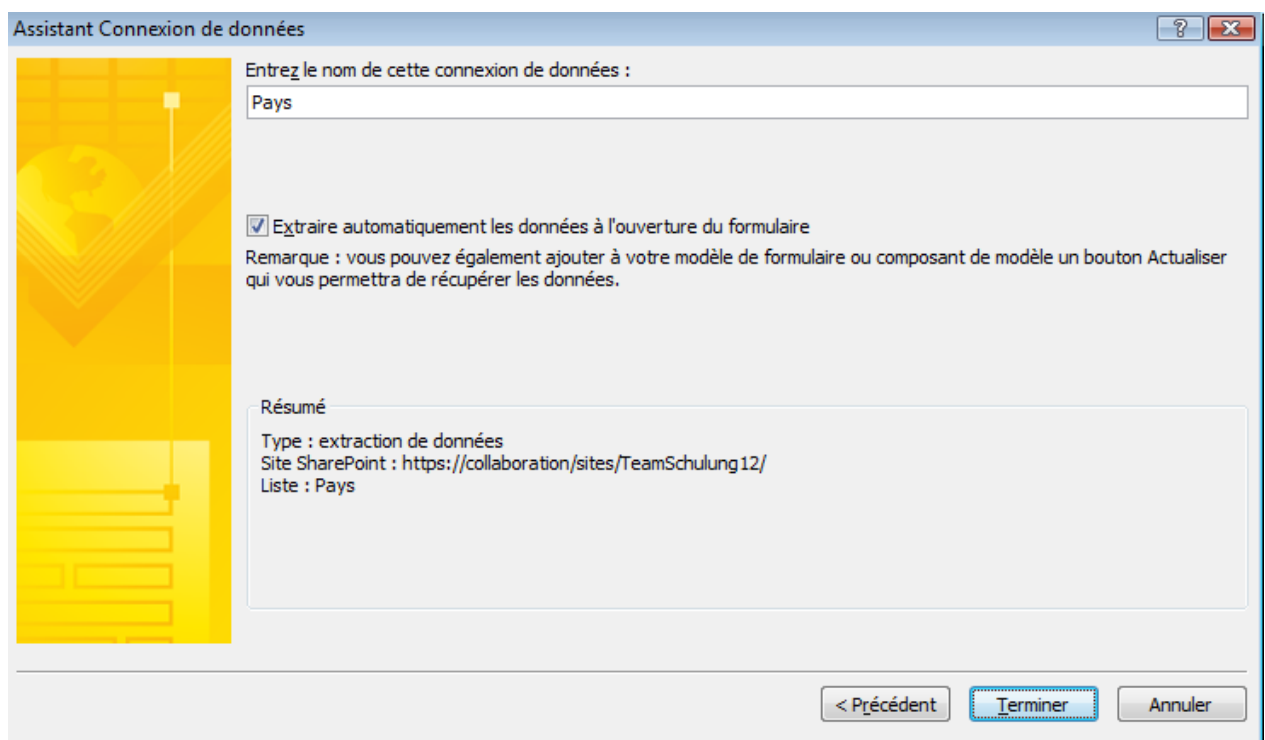 Assistant Connexion de données
Entrez le nom de cette connexion de données :
Pays
Extraire automatiquement les données à l'ouverture du formulaire
Remarque : vous pouvez également ajouter à votre modèle de formulaire ou composant de modèle un bouton Actualiser
qui vous permettra de récupérer les données.
Résumé
Type : extraction de données
Site SharePoint : https://collaboration/sites/TeamSchulung12/
Liste : Pays
< Précédent
Terminer
Annuler